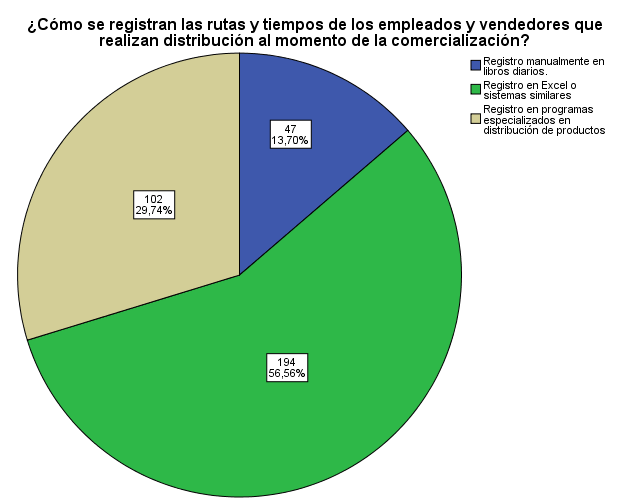 ¿Cómo se registran las rutas y tiempos de los empleados y vendedores que
realizan distribución al momento de la comercialización?
Registro manualmente en
libros diarios.
Registro en Excel o
sistemas similares
Registro en programas
especializados en
distribución de productos
47
13,70%
102
29,74%
194
56,56%